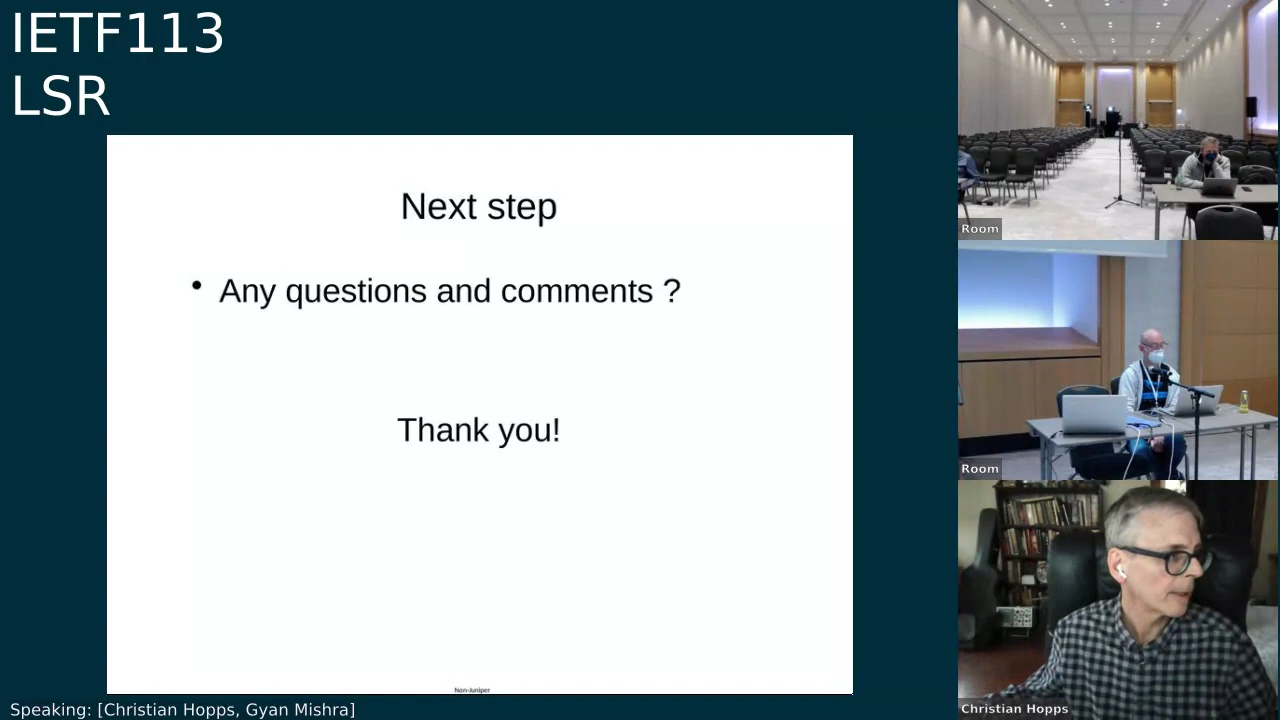 IETF113
LSR
Next step
• Any questions and comments ?
Thank you!
Non-Juniper
Speaking: [Christian Hopps, Gyan Mishra]
Room
Room
Christian Hopps